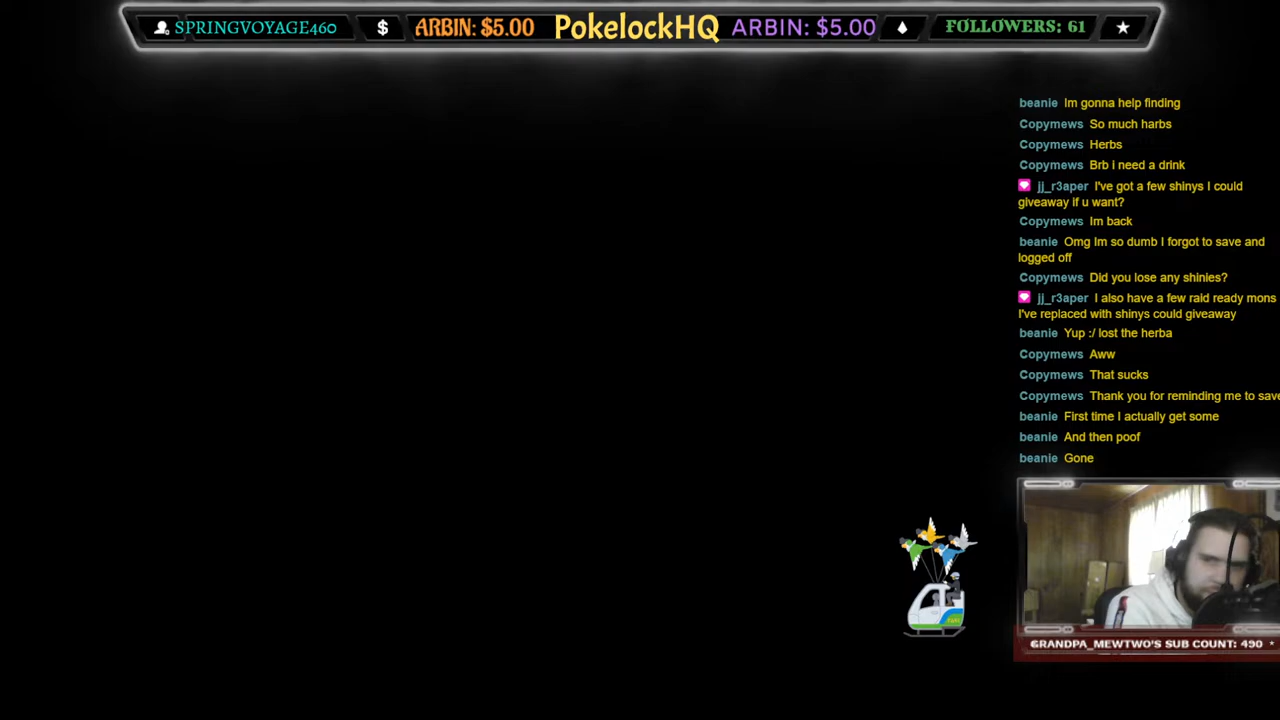 SPRINGVOYAGE460 $ ARBIN: $5.00 PokelockHQ ARBIN: $5.00 FOLLOWERS: 61
beanie Im gonna help finding
Copymews So much harbs
Copymews Herbs
Copymews Brb i need a drink
jj_r3aper I've got a few shinys I could
giveaway if u want?
Copymews Im back
beanie Omg Im so dumb I forgot to save and
logged off
Copymews Did you lose any shinies?
jj_r3aper I also have a few raid ready mons
I've replaced with shinys could giveaway
beanie Yup :/ lost the herba
Copymews Aww
Copymews That sucks
Copymews Thank you for reminding me to save
beanie First time I actually get some
beanie And then poof
beanie Gone
GRANDPA_MEWTWO'S SUB COUNT: 490 *